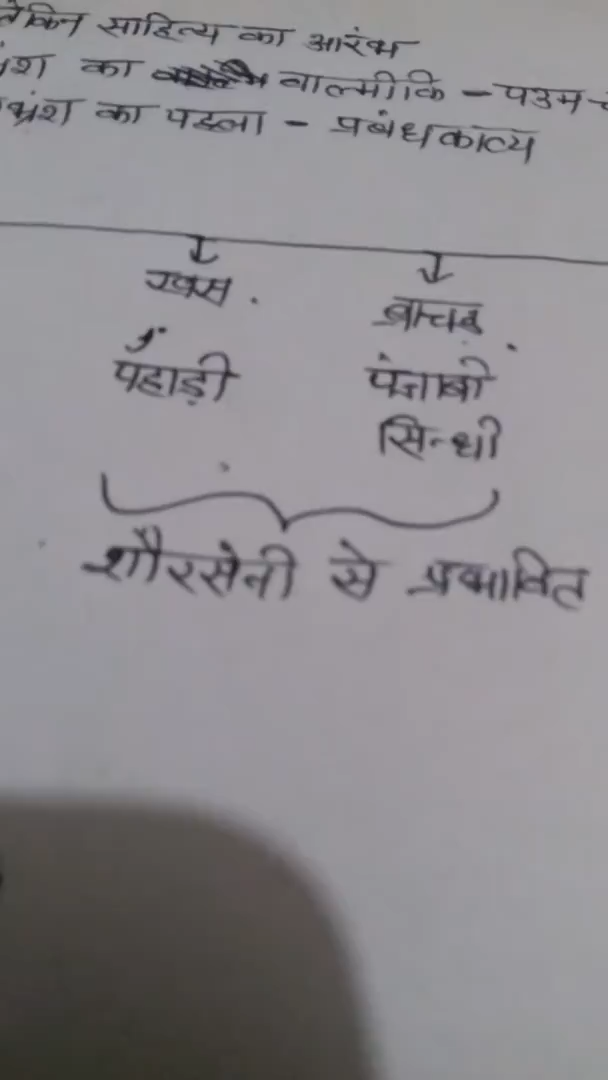 लेकिन साहित्य का आरंभ
का वाल्मीकि - पउम
का पहला - प्रबंधकाव्य
खस. ब्राचड़.
पहाड़ी पंजाबी
सिन्धी
शौरसेनी से प्रभावित